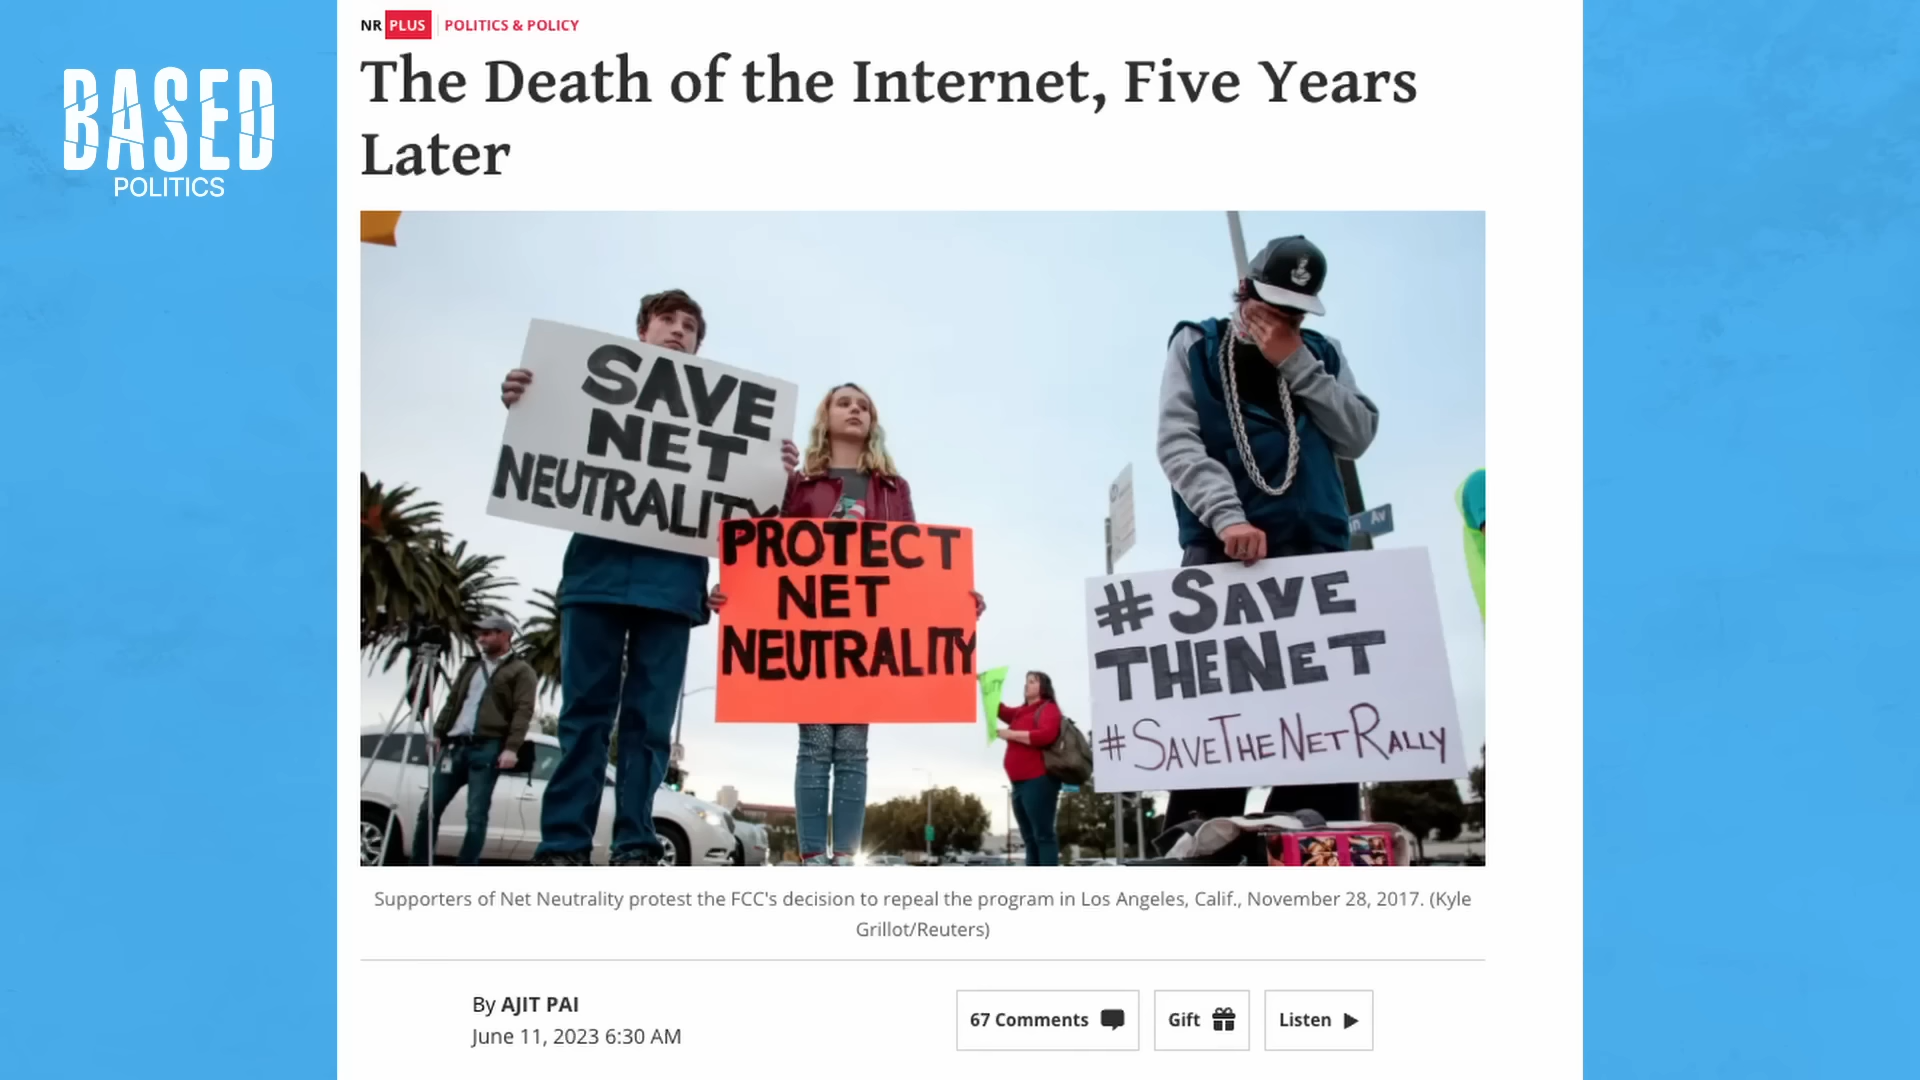 BASED
POLITICS
NR PLUS POLITICS & POLICY
The Death of the Internet, Five Years
Later
SAVE
NET
NEUTRALITY
PROTECT
NET
NEUTRALITY
#SAVE
THENET
#SAVETHENETRALLY
Av
Supporters of Net Neutrality protest the FCC's decision to repeal the program in Los Angeles, Calif., November 28, 2017. (Kyle
Grillot/Reuters)
By AJIT PAI
June 11, 2023 6:30 AM
67 Comments
Gift
Listen